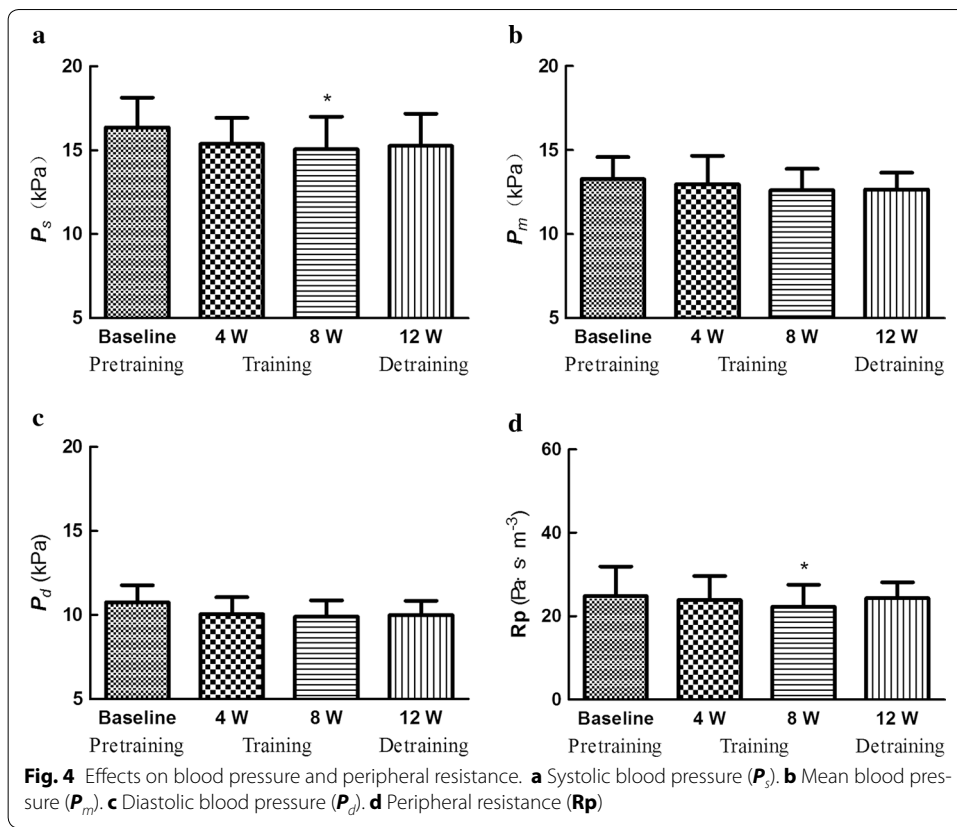 a
20
15
10
5
P_s (kPa)
*
Baseline 4 W 8 W 12 W
Pretraining Training Detraining
b
20
15
10
5
P_m (kPa)
Baseline 4 W 8 W 12 W
Pretraining Training Detraining
c
20
15
10
5
P_d (kPa)
Baseline 4 W 8 W 12 W
Pretraining Training Detraining
d
60
40
20
0
Rp (Pa· s· m⁻³)
*
Baseline 4 W 8 W 12 W
Pretraining Training Detraining
Fig. 4 Effects on blood pressure and peripheral resistance. a Systolic blood pressure (P_s). b Mean blood pres-
sure (P_m). c Diastolic blood pressure (P_d). d Peripheral resistance (Rp)